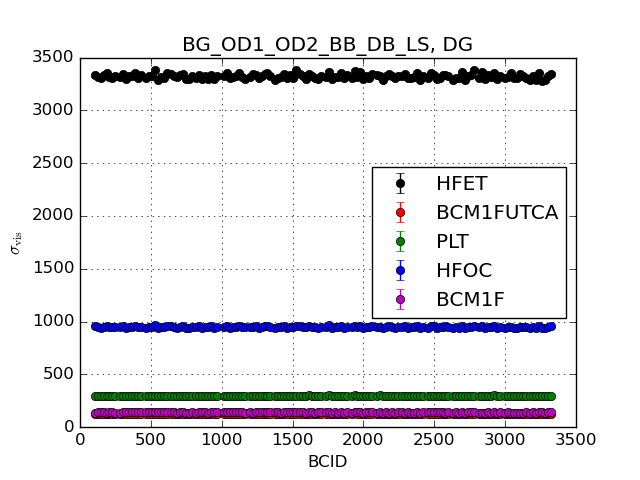 BG_OD1_OD2_BB_DB_LS, DG
3500
3000
2500
2000
1500
1000
500
0
σvis
HFET
BCM1FUTCA
PLT
HFOC
BCM1F
0 500 1000 1500 2000 2500 3000 3500
BCID